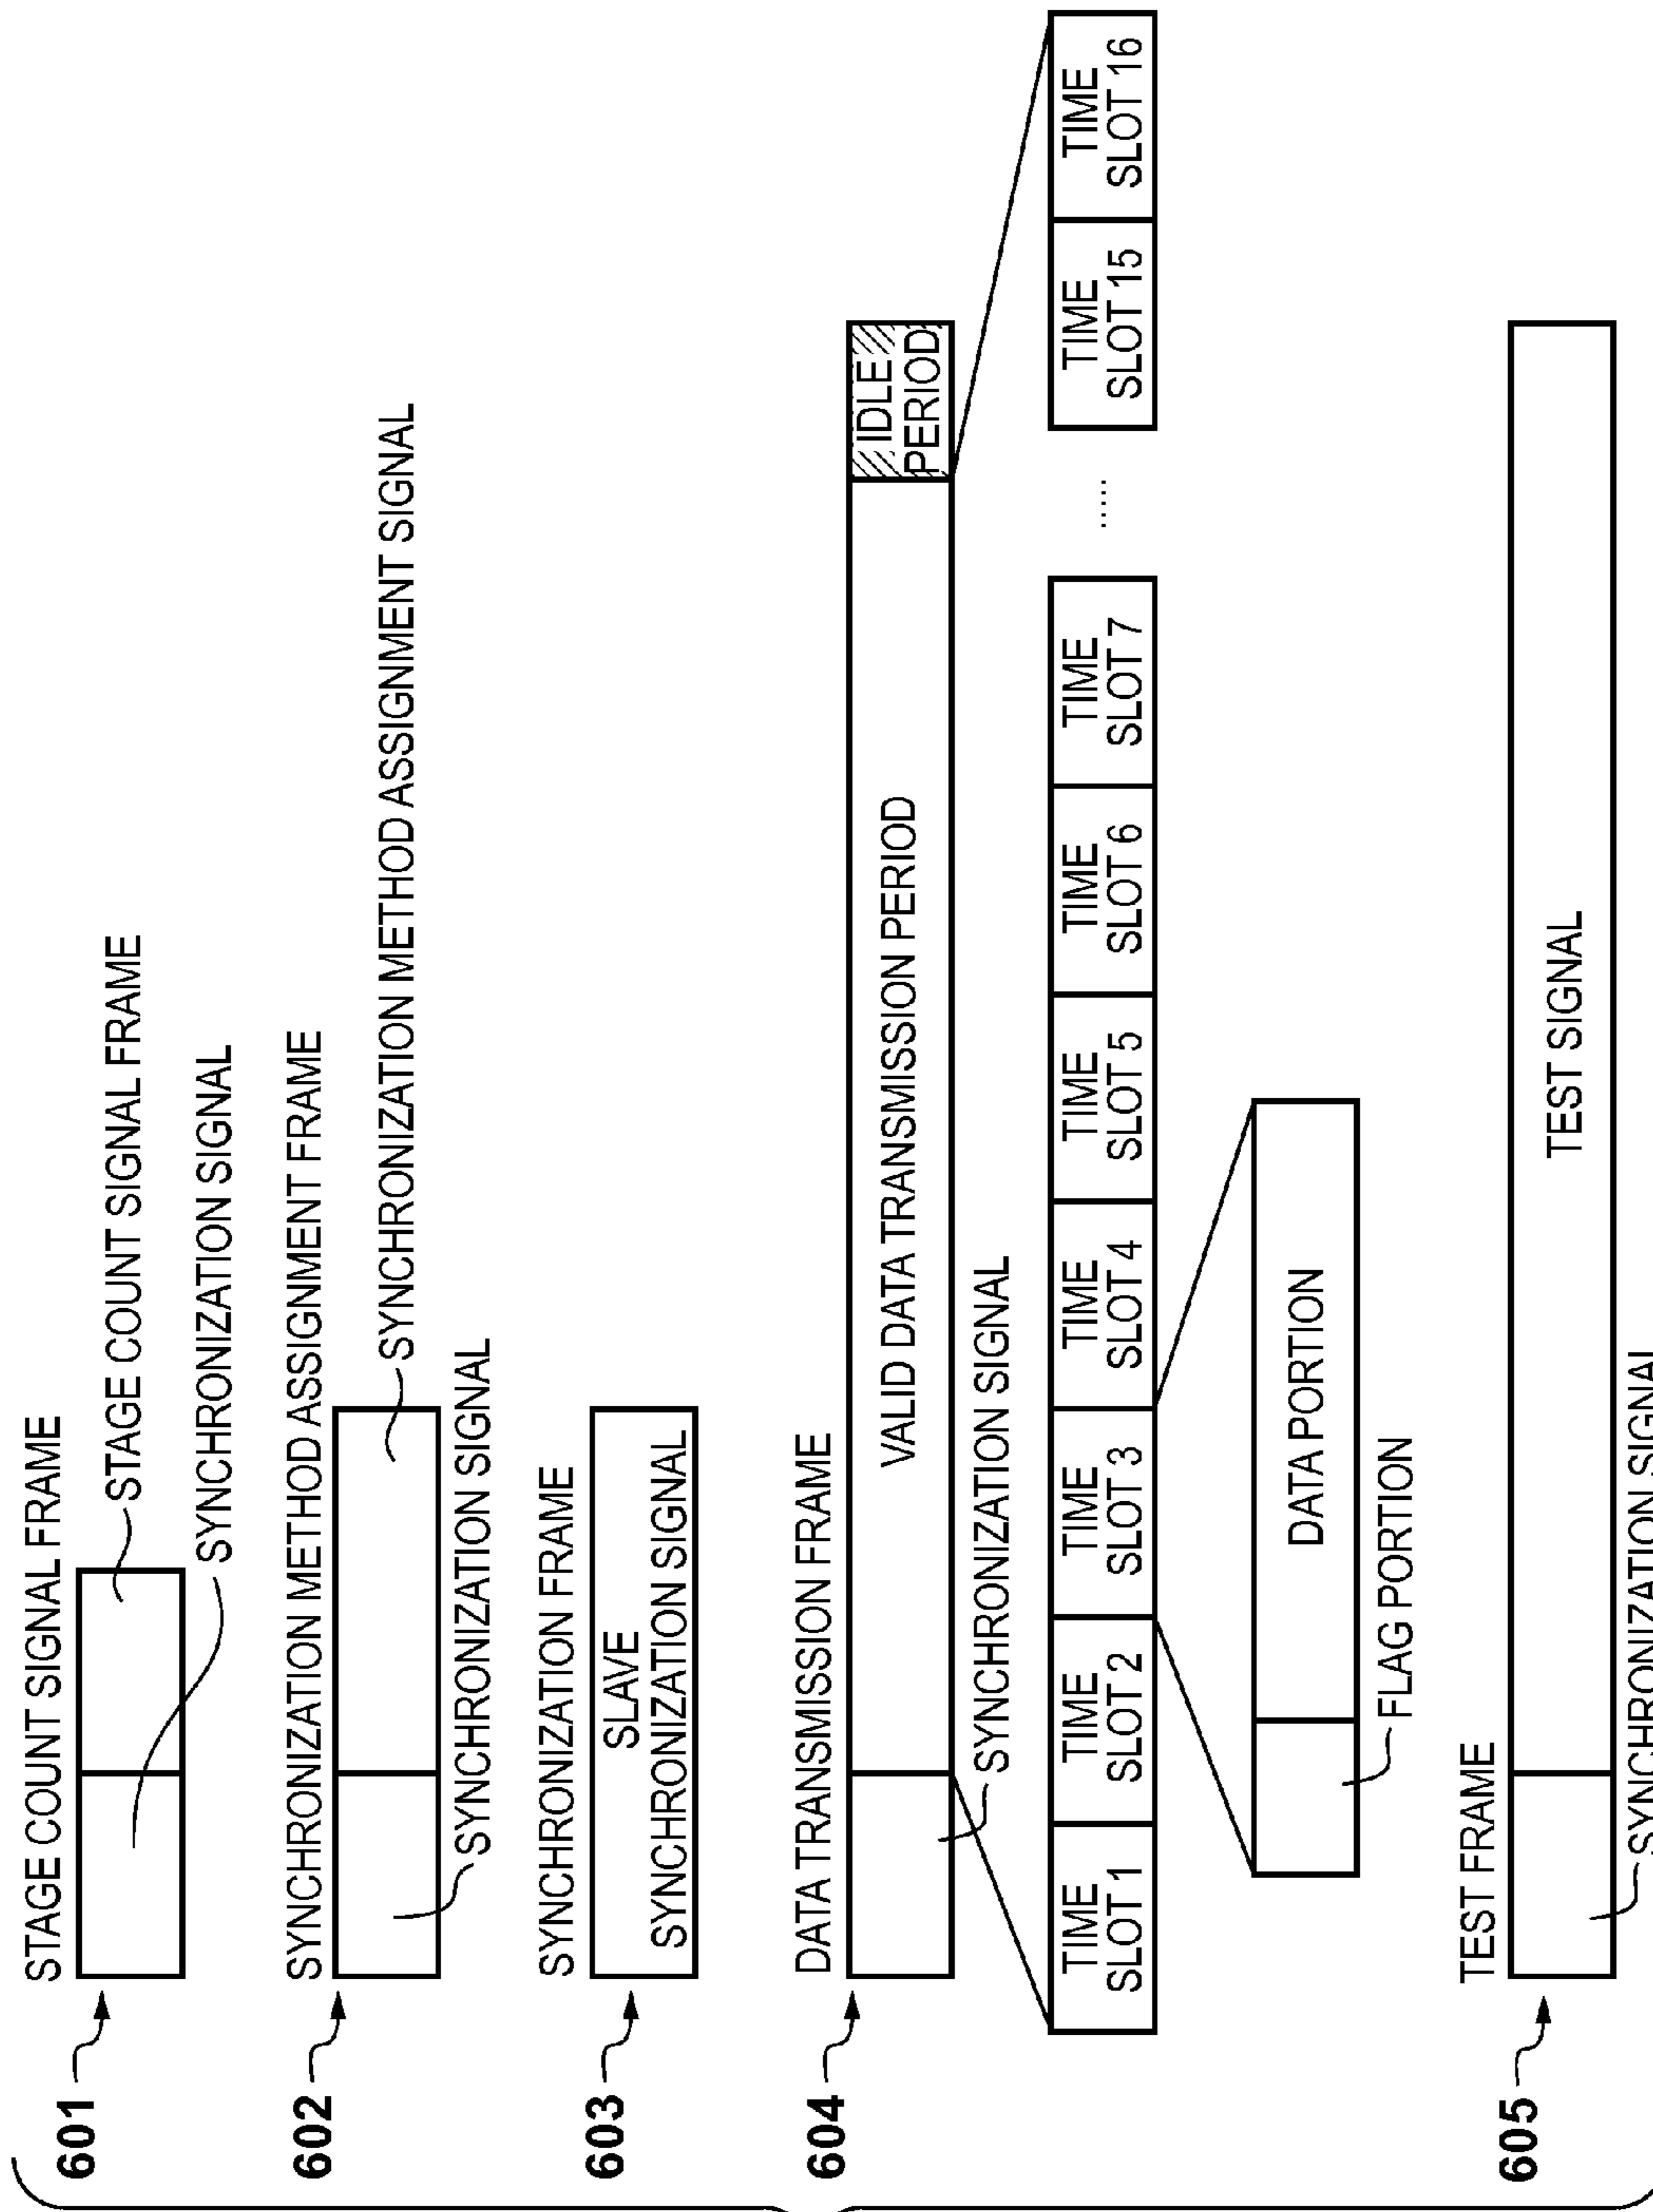 601
STAGE COUNT SIGNAL FRAME
STAGE COUNT SIGNAL FRAME
SYNCHRONIZATION SIGNAL
602
SYNCHRONIZATION METHOD ASSIGNMENT FRAME
SYNCHRONIZATION METHOD ASSIGNMENT SIGNAL
SYNCHRONIZATION SIGNAL
603
SYNCHRONIZATION FRAME
SLAVE
SYNCHRONIZATION SIGNAL
604
DATA TRANSMISSION FRAME
VALID DATA TRANSMISSION PERIOD
IDLE
PERIOD
SYNCHRONIZATION SIGNAL
TIME
SLOT 1
TIME
SLOT 2
TIME
SLOT 3
TIME
SLOT 4
TIME
SLOT 5
TIME
SLOT 6
TIME
SLOT 7
.....
TIME
SLOT 15
TIME
SLOT 16
DATA PORTION
FLAG PORTION
605
TEST FRAME
TEST SIGNAL
SYNCHRONIZATION SIGNAL